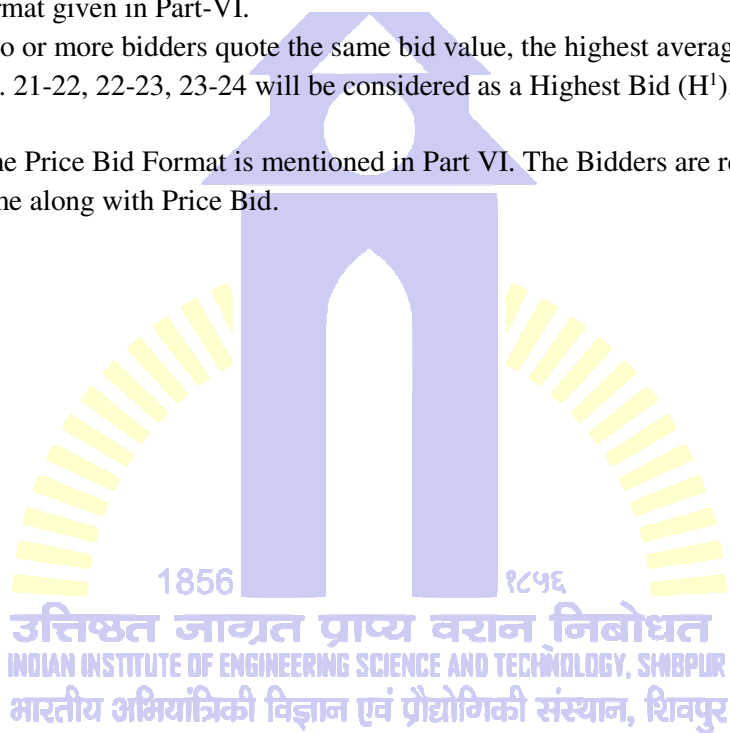 rmat given in Part-VI.
o or more bidders quote the same bid value, the highest averag
. 21-22, 22-23, 23-24 will be considered as a Highest Bid (H¹).
ne Price Bid Format is mentioned in Part VI. The Bidders are re
ne along with Price Bid.
1856 १८५६
उत्तिष्ठत जाग्रत प्राप्य वरान् निबोधत
INDIAN INSTITUTE OF ENGINEERING SCIENCE AND TECHNOLOGY, SHIBPUR
भारतीय अभियांत्रिकी विज्ञान एवं प्रौद्योगिकी संस्थान, शिवपुर